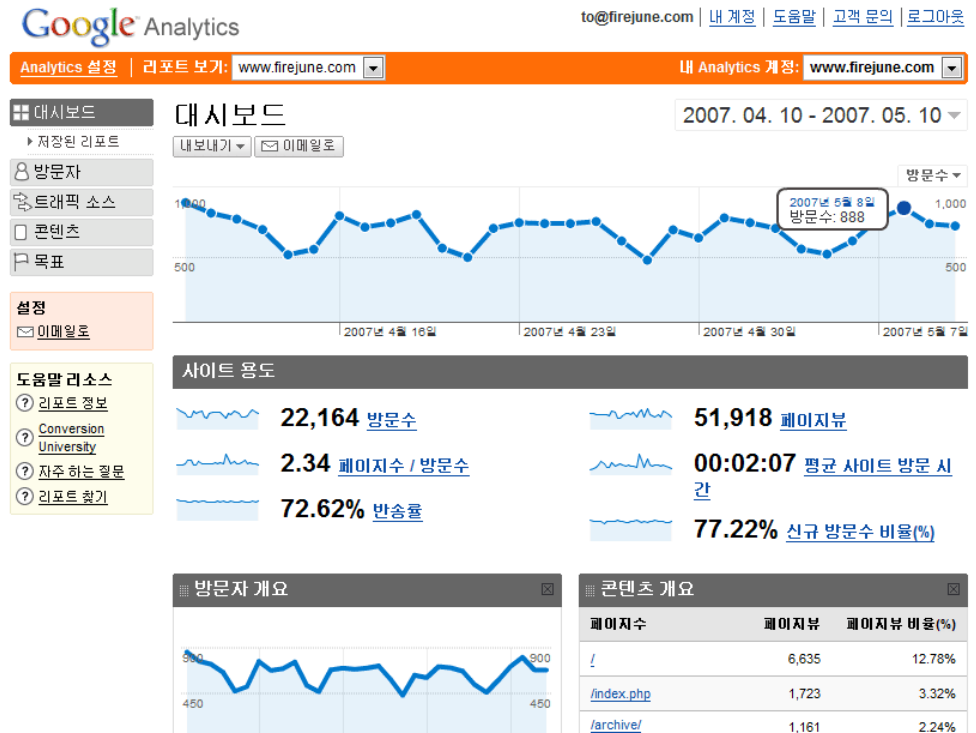 Google Analytics
to@firejune.com | 내 계정 | 도움말 | 고객 문의 | 로그아웃
Analytics 설정 | 리포트 보기: www.firejune.com
내 Analytics 계정: www.firejune.com
대시보드
저장된 리포트
방문자
트래픽 소스
콘텐츠
목표
설정
이메일로
도움말 리소스
리포트 정보
Conversion
University
자주 하는 질문
리포트 찾기
대시보드
2007. 04. 10 - 2007. 05. 10
내보내기
이메일로
방문수
1,000
2007년 5월 8일
방문수: 888
1,000
500
500
2007년 4월 16일
2007년 4월 23일
2007년 4월 30일
2007년 5월 7일
사이트 용도
22,164 방문수
51,918 페이지뷰
2.34 페이지수 / 방문수
00:02:07 평균 사이트 방문 시
간
72.62% 반송률
77.22% 신규 방문수 비율(%)
방문자 개요
900
900
450
450
콘텐츠 개요
페이지수 페이지뷰 페이지뷰 비율(%)
/ 6,635 12.78%
/index.php 1,723 3.32%
/archive/ 1,161 2.24%